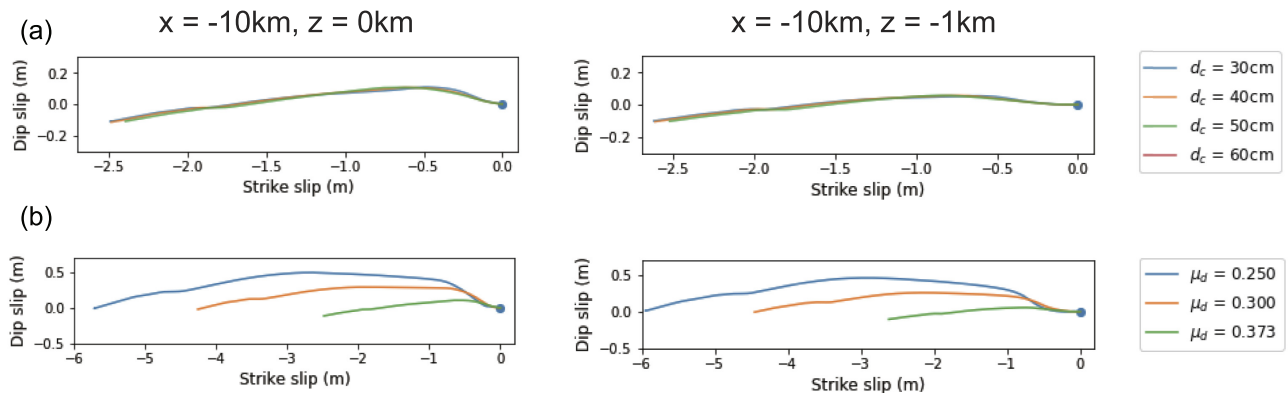 (a)
x = -10km, z = 0km
x = -10km, z = -1km
Dip slip (m)
0.2
0.0
−0.2
−2.5
−2.0
−1.5
−1.0
−0.5
0.0
Strike slip (m)
Dip slip (m)
0.2
0.0
−0.2
−2.5
−2.0
−1.5
−1.0
−0.5
0.0
Strike slip (m)
d_c = 30cm
d_c = 40cm
d_c = 50cm
d_c = 60cm
(b)
Dip slip (m)
0.5
0.0
−0.5
−6
−5
−4
−3
−2
−1
0
Strike slip (m)
Dip slip (m)
0.5
0.0
−0.5
−6
−5
−4
−3
−2
−1
0
Strike slip (m)
μ_d = 0.250
μ_d = 0.300
μ_d = 0.373